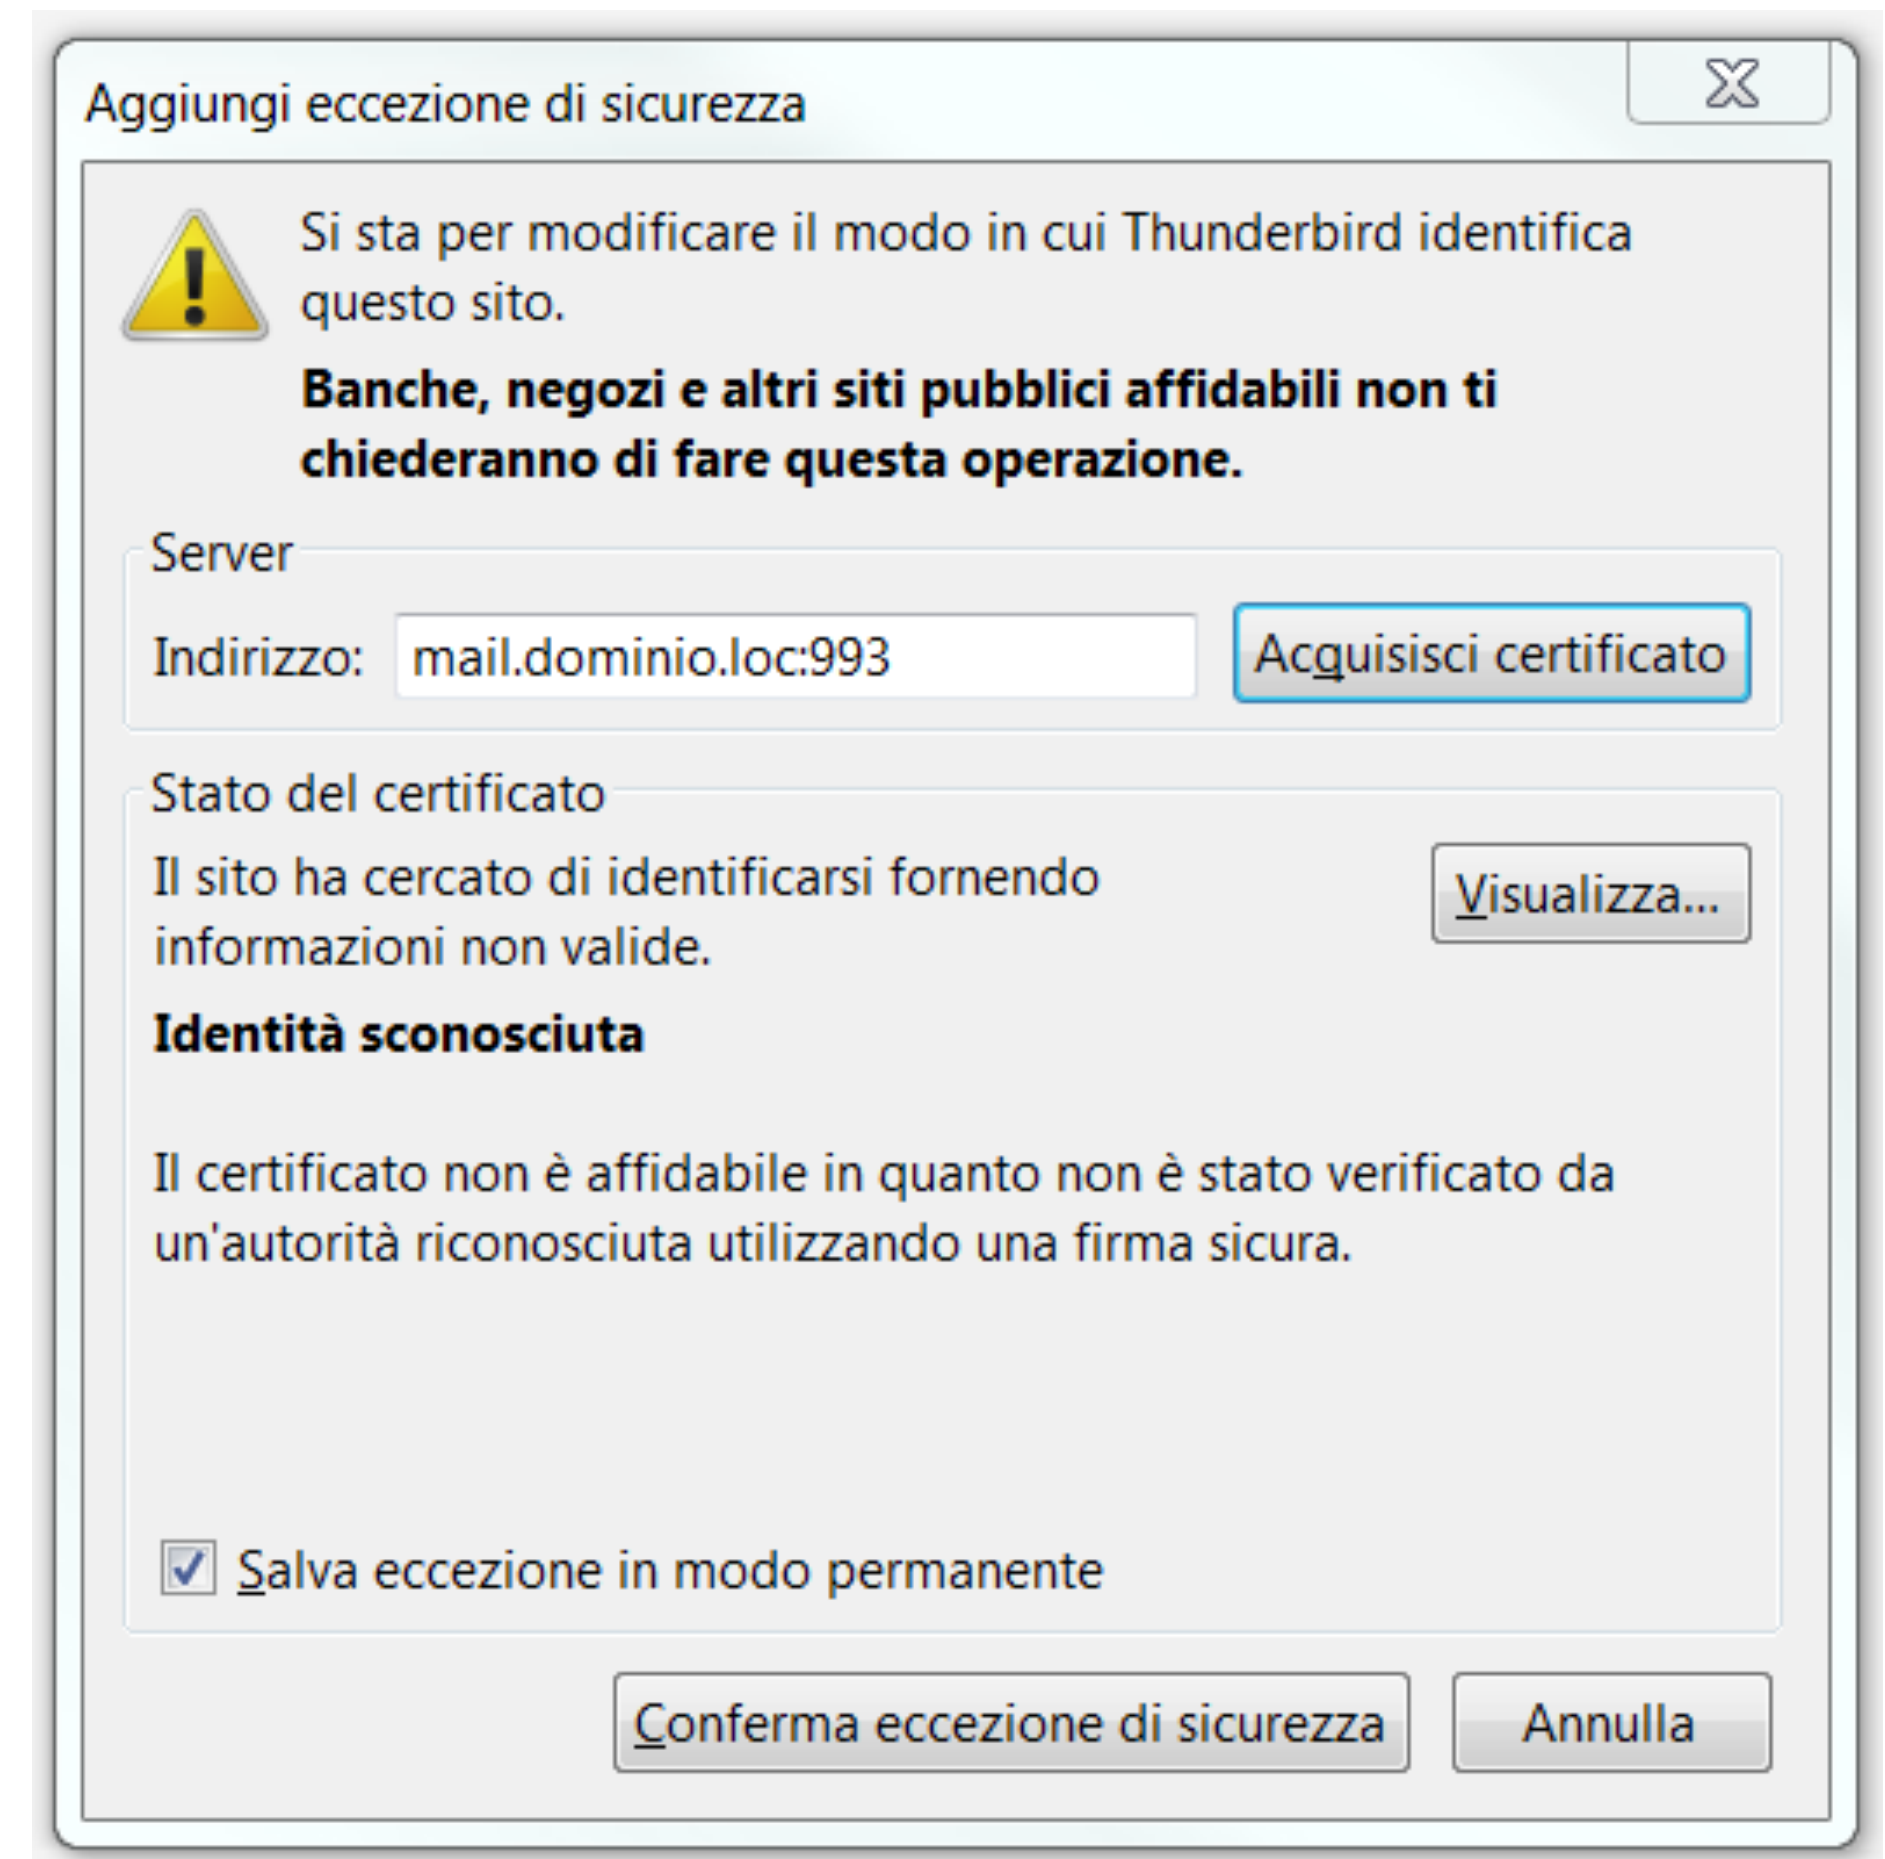 Aggiungi eccezione di sicurezza
Si sta per modificare il modo in cui Thunderbird identifica
questo sito.
Banche, negozi e altri siti pubblici affidabili non ti
chiederanno di fare questa operazione.
Server
Indirizzo: mail.dominio.loc:993 Acquisisci certificato
Stato del certificato
Il sito ha cercato di identificarsi fornendo
informazioni non valide.
Visualizza...
Identità sconosciuta
Il certificato non è affidabile in quanto non è stato verificato da
un'autorità riconosciuta utilizzando una firma sicura.
Salva eccezione in modo permanente
Conferma eccezione di sicurezza Annulla